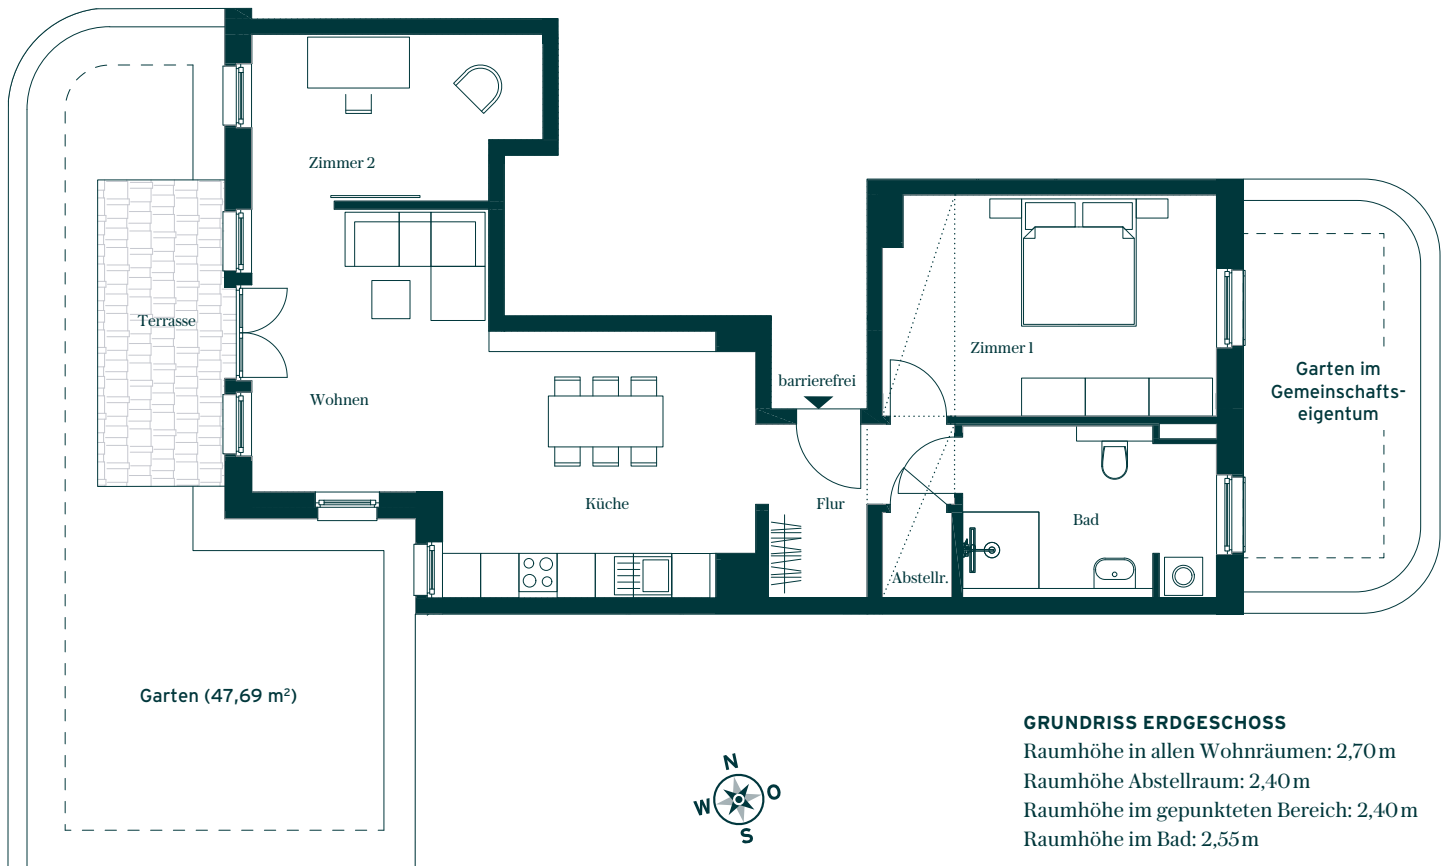 Zimmer 2
Terrasse
Wohnen
Küche
barrierefrei
Flur
Abstellr.
Zimmer 1
Bad
Garten im
Gemeinschafts-
eigentum
Garten (47,69 m²)
N
W O
S
GRUNDRISS ERDGESCHOSS
Raumhöhe in allen Wohnräumen: 2,70 m
Raumhöhe Abstellraum: 2,40 m
Raumhöhe im gepunkteten Bereich: 2,40 m
Raumhöhe im Bad: 2,55 m